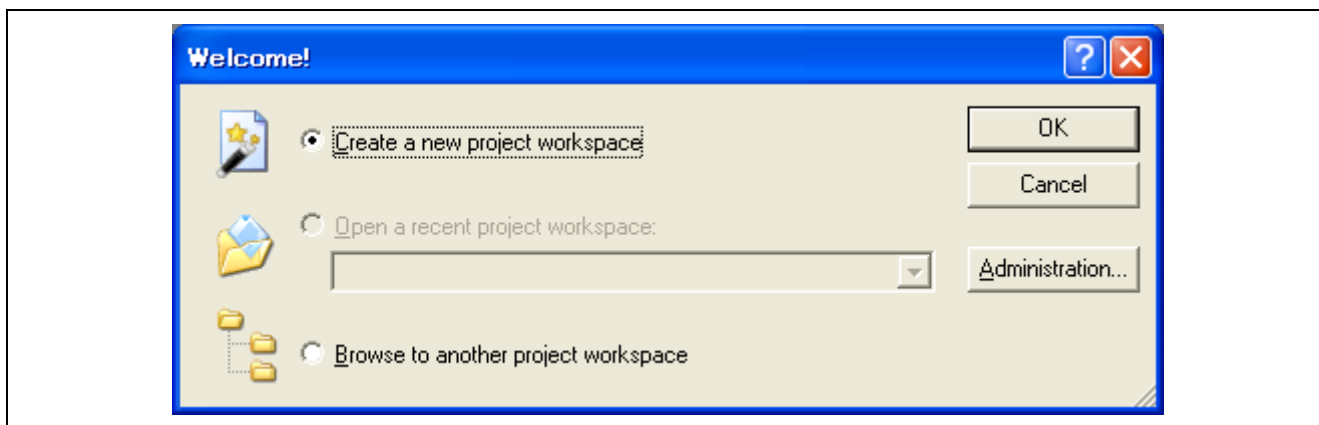 Welcome!
Create a new project workspace
OK
Cancel
Open a recent project workspace:
Administration...
Browse to another project workspace